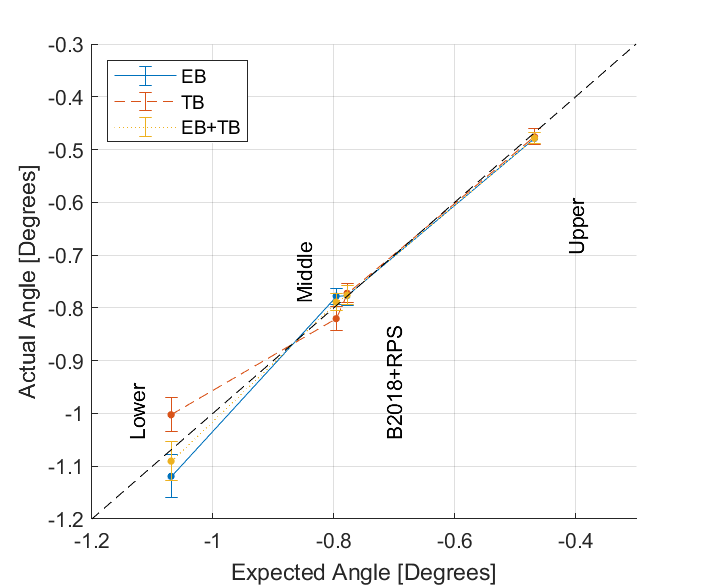 -0.3
-0.4
-0.5
-0.6
-0.7
-0.8
-0.9
-1
-1.1
-1.2
Actual Angle [Degrees]
EB
TB
EB+TB
Upper
Middle
B2018+RPS
Lower
-1.2 -1 -0.8 -0.6 -0.4
Expected Angle [Degrees]